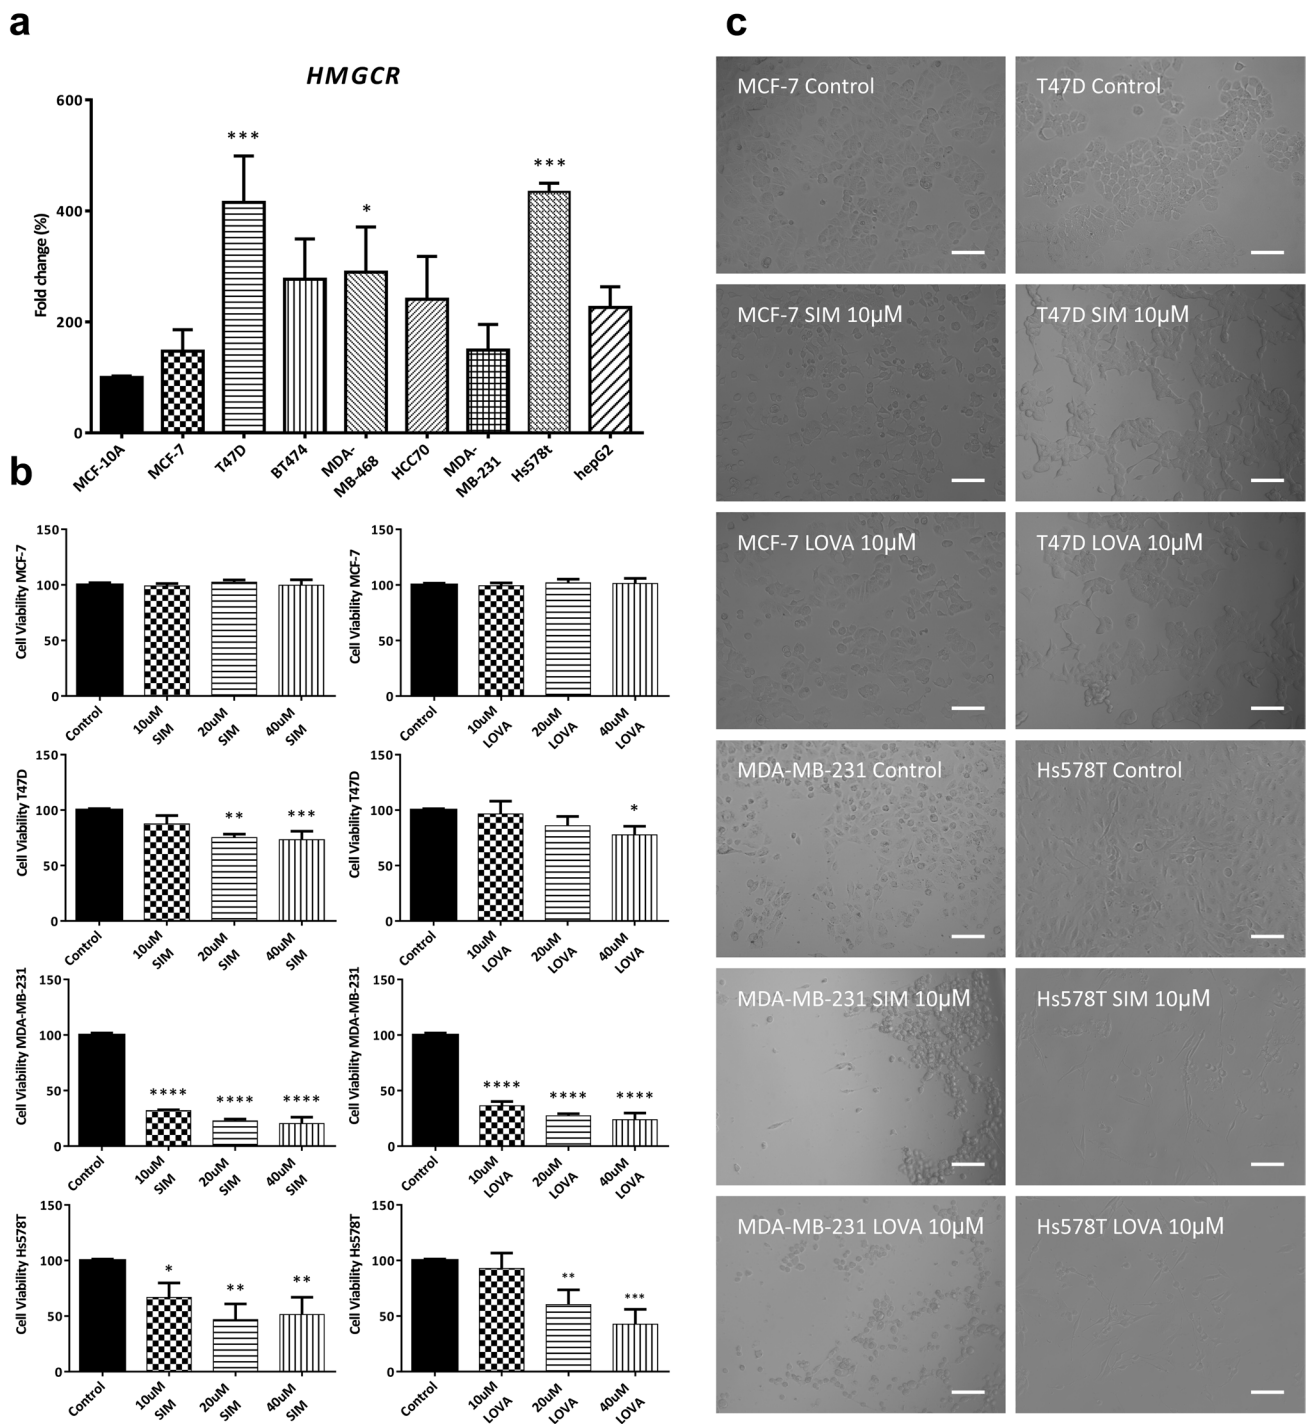 a
HMGCR
Fold change (%)
600
400
200
0
***
*
***
MCF-10A
MCF-7
T47D
BT474
MDA-
MB-468
HCC70
MDA-
MB-231
Hs578t
hepG2
b
Cell Viability MCF-7
150
100
50
0
Control
10uM
SIM
20uM
SIM
40uM
SIM
Cell Viability MCF-7
150
100
50
0
Control
10uM
LOVA
20uM
LOVA
40uM
LOVA
Cell Viability T47D
150
100
50
0
**
***
Control
10uM
SIM
20uM
SIM
40uM
SIM
Cell Viability T47D
150
100
50
0
*
Control
10uM
LOVA
20uM
LOVA
40uM
LOVA
Cell Viability MDA-MB-231
150
100
50
0
****
****
****
Control
10uM
SIM
20uM
SIM
40uM
SIM
Cell Viability MDA-MB-231
150
100
50
0
****
****
****
Control
10uM
LOVA
20uM
LOVA
40uM
LOVA
Cell Viability Hs578T
150
100
50
0
*
**
**
Control
10uM
SIM
20uM
SIM
40uM
SIM
Cell Viability Hs578T
150
100
50
0
**
***
Control
10uM
LOVA
20uM
LOVA
40uM
LOVA
c
MCF-7 Control
T47D Control
MCF-7 SIM 10µM
T47D SIM 10µM
MCF-7 LOVA 10µM
T47D LOVA 10µM
MDA-MB-231 Control
Hs578T Control
MDA-MB-231 SIM 10µM
Hs578T SIM 10µM
MDA-MB-231 LOVA 10µM
Hs578T LOVA 10µM